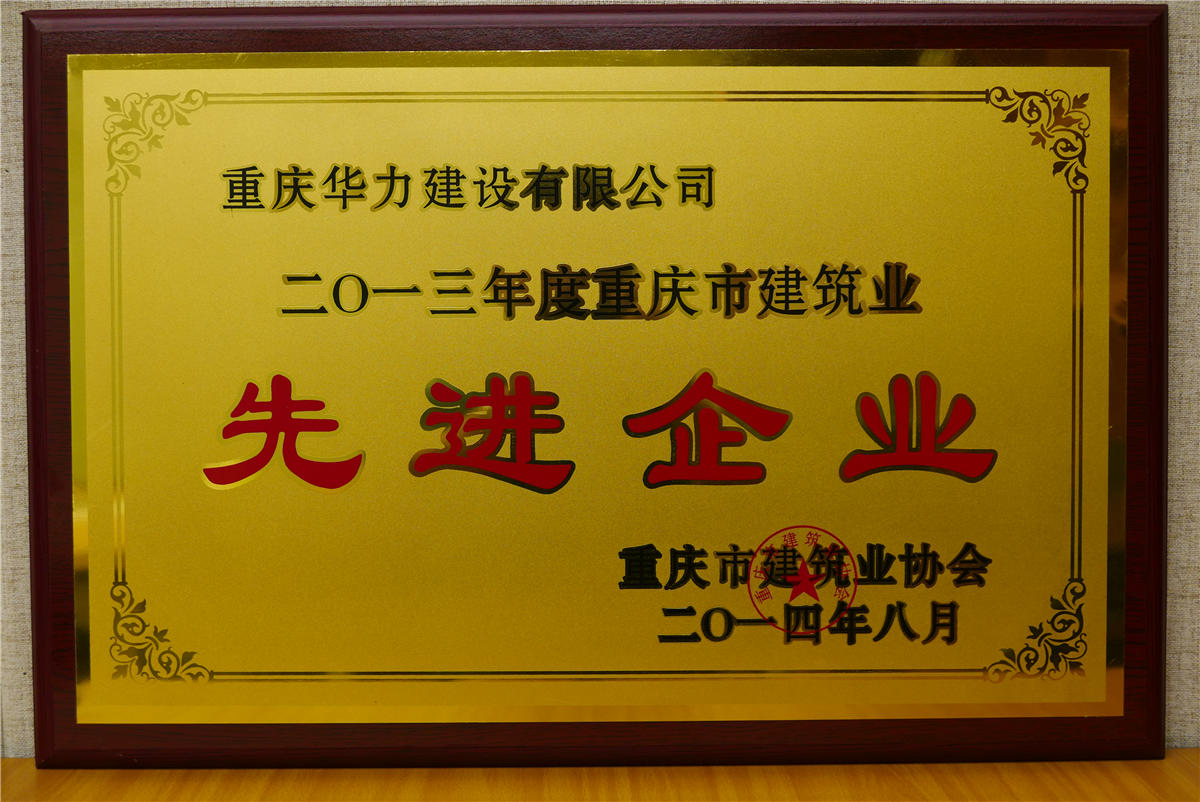 重庆华力建设有限公司
二〇一三年度重庆市建筑业
先进企业
重庆市建筑业协会
二〇一四年八月